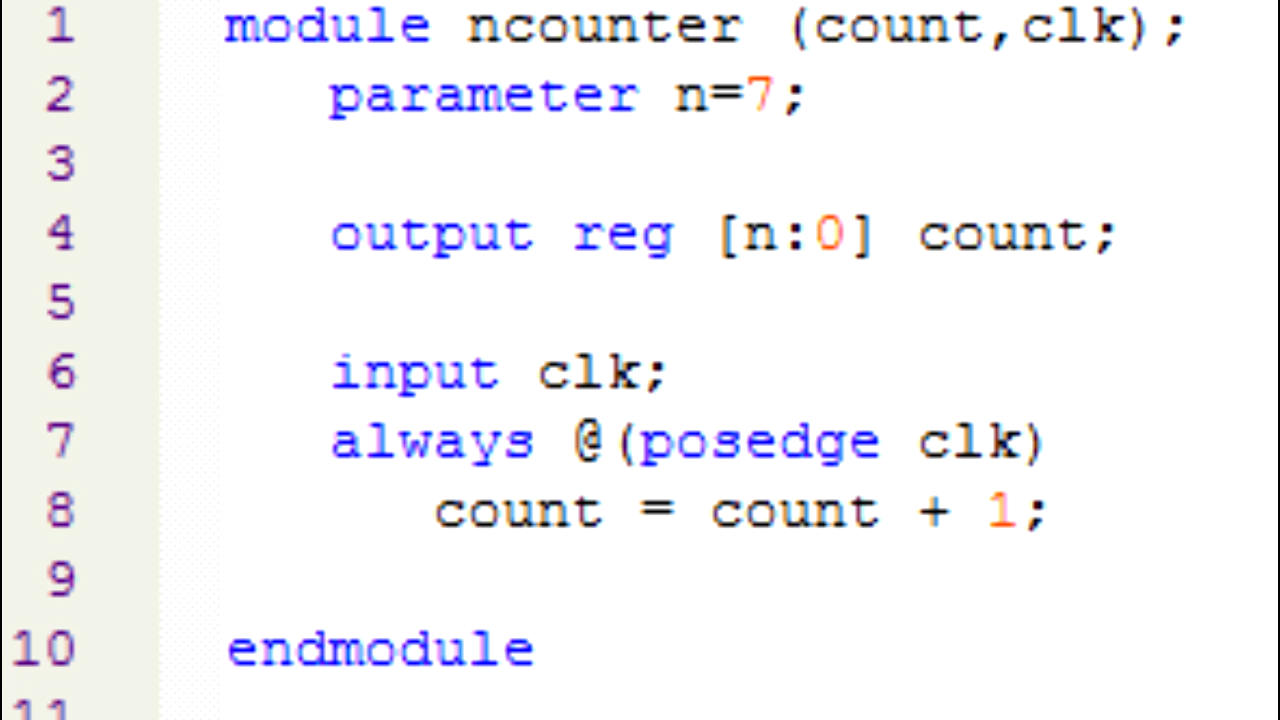 1 module ncounter (count,clk);
2 parameter n=7;
3
4 output reg [n:0] count;
5
6 input clk;
7 always @(posedge clk)
8 count = count + 1;
9
10 endmodule
11